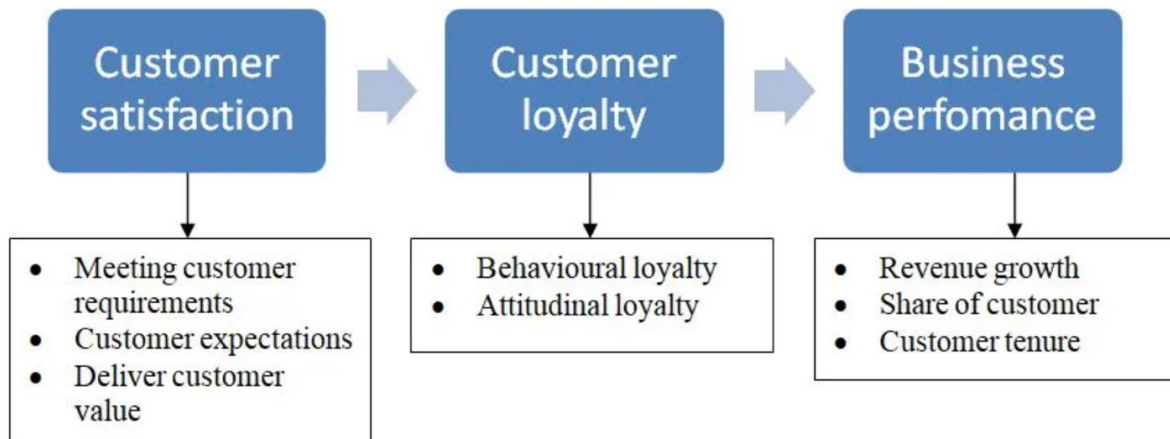 Customer
satisfaction
Customer
loyalty
Business
perfomance
• Meeting customer
requirements
• Customer expectations
• Deliver customer
value
• Behavioural loyalty
• Attitudinal loyalty
• Revenue growth
• Share of customer
• Customer tenure